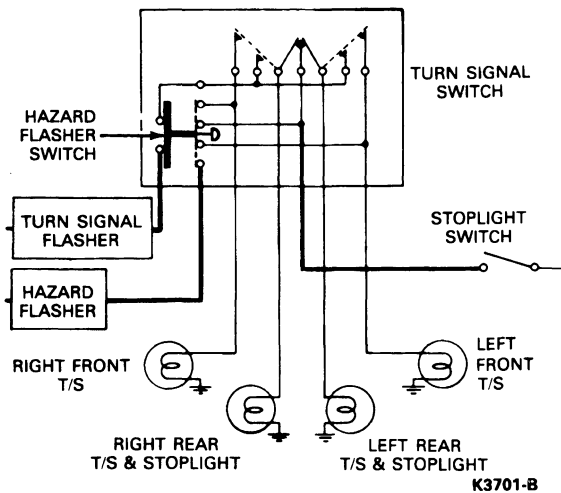 TURN SIGNAL
SWITCH
HAZARD
FLASHER
SWITCH
TURN SIGNAL
FLASHER
STOPLIGHT
SWITCH
HAZARD
FLASHER
RIGHT FRONT
T/S
LEFT
FRONT
T/S
RIGHT REAR
T/S & STOPLIGHT
LEFT REAR
T/S & STOPLIGHT
K3701-B